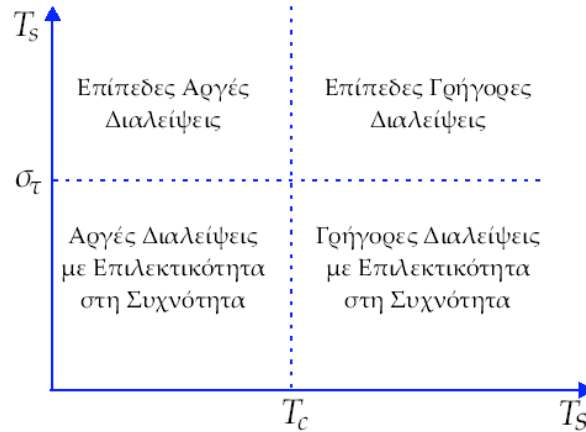 T_s
Επίπεδες Αργές
Διαλείψεις
Επίπεδες Γρήγορες
Διαλείψεις
σ_τ
Αργές Διαλείψεις
με Επιλεκτικότητα
στη Συχνότητα
Γρήγορες Διαλείψεις
με Επιλεκτικότητα
στη Συχνότητα
T_c
T_s